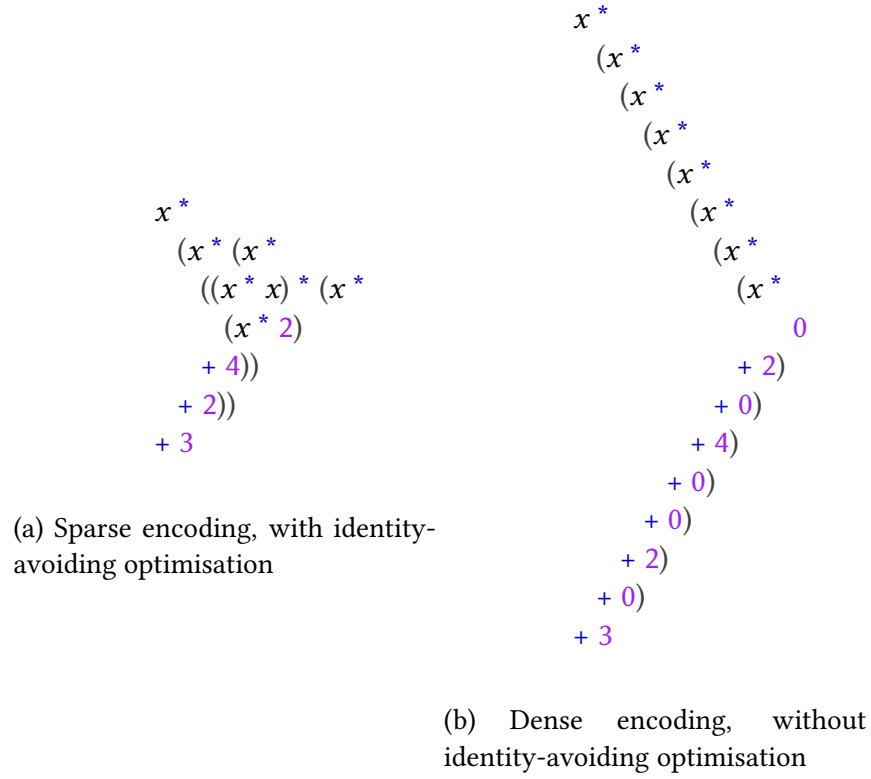 x *
(x * (x *
((x * x) * (x *
(x * 2)
+ 4))
+ 2))
+ 3
(a) Sparse encoding, with identity-
avoiding optimisation
x *
(x *
(x *
(x *
(x *
(x *
(x *
(x *
0
+ 2)
+ 0)
+ 4)
+ 0)
+ 0)
+ 2)
+ 0)
+ 3
(b) Dense encoding, without
identity-avoiding optimisation